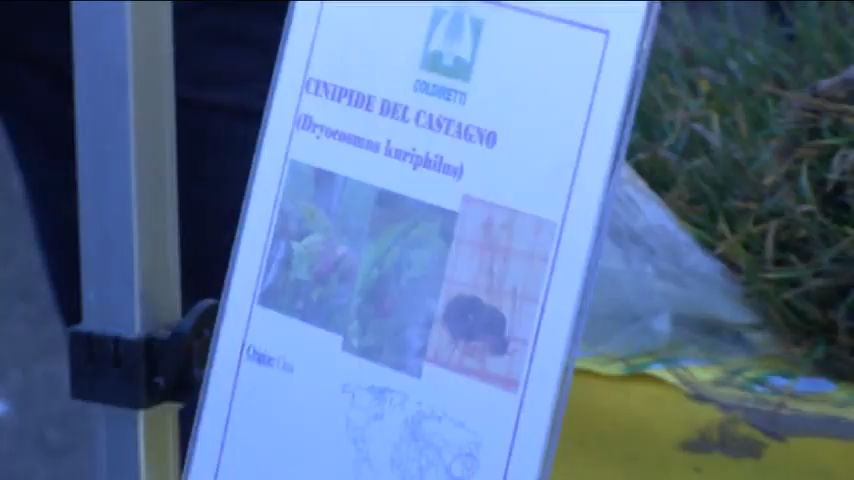 COLDIRETTI
CINIPIDE DEL CASTAGNO
(Dryocosmus kuriphilus)
Origine: Cina